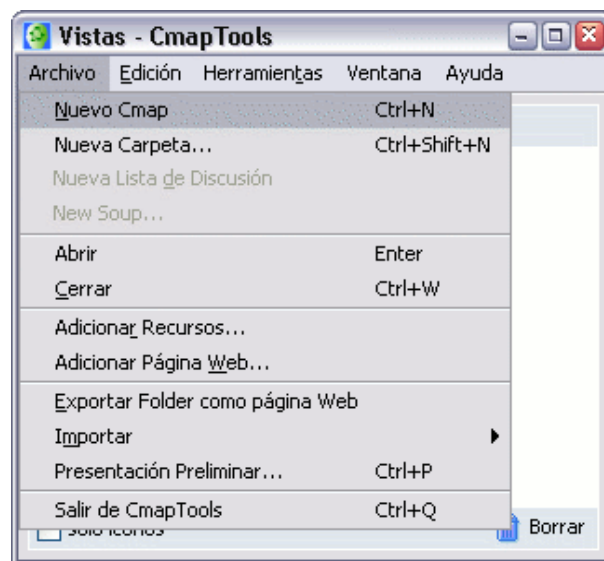 Vistas - CmapTools
Archivo Edición Herramientas Ventana Ayuda
Nuevo Cmap Ctrl+N
Nueva Carpeta... Ctrl+Shift+N
Nueva Lista de Discusión
New Soup...
Abrir Enter
Cerrar Ctrl+W
Adicionar Recursos...
Adicionar Página Web...
Exportar Folder como página Web
Importar
Presentación Preliminar... Ctrl+P
Salir de CmapTools Ctrl+Q
Borrar